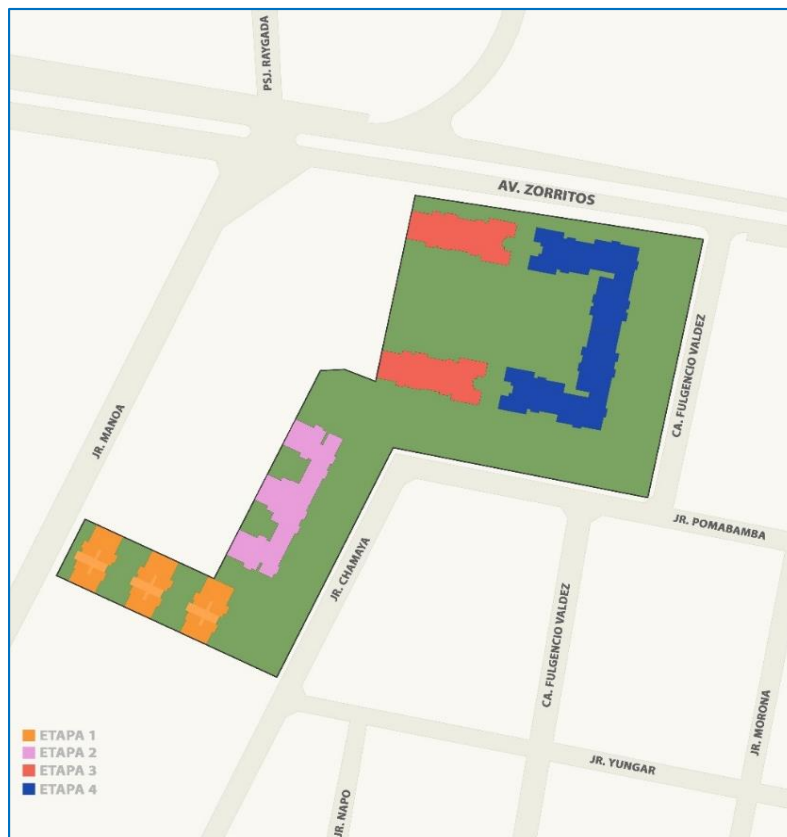 PSJ. RAYGADA
AV. ZORRITOS
CA. FULGENCIO VALDEZ
JR. MANOA
JR. POMABAMBA
JR. CHAMAYA
CA. FULGENCIO VALDEZ
JR. MORONA
JR. YUNGAR
JR. NAPO
ETAPA 1
ETAPA 2
ETAPA 3
ETAPA 4